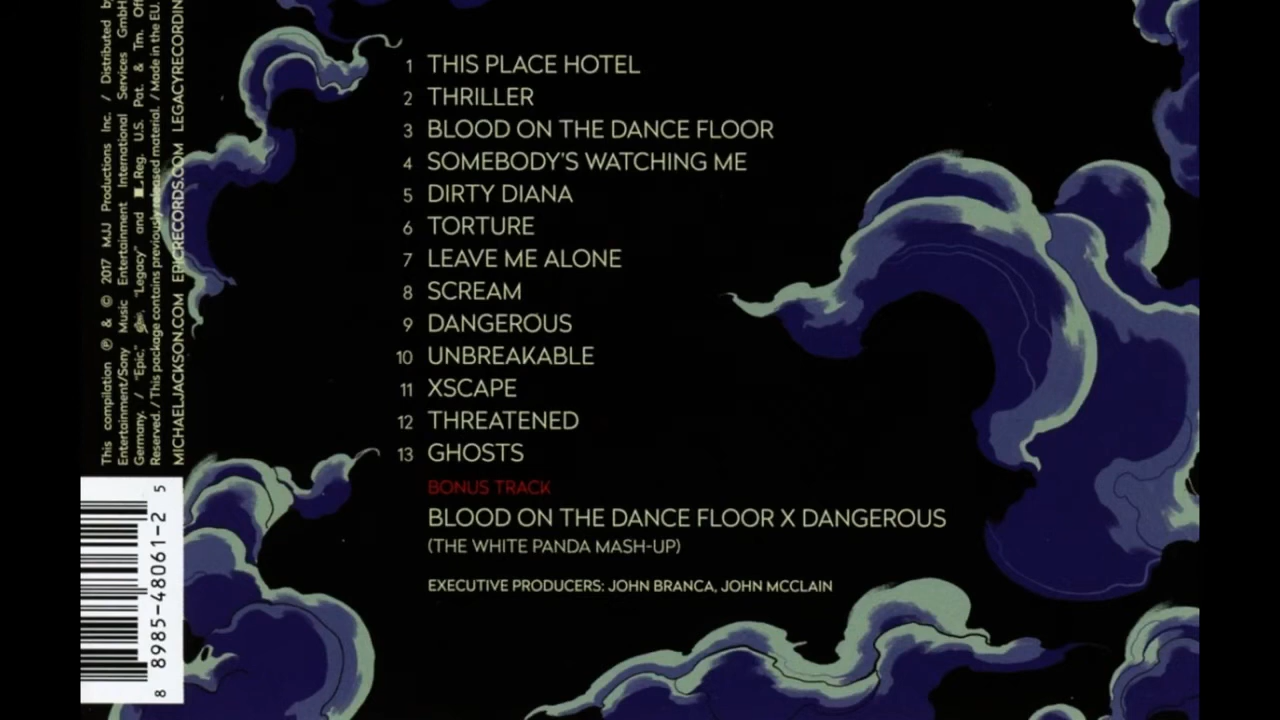 This compilation ℗ & © 2017 MJJ Productions Inc. / Distributed by
Entertainment/Sony Music Entertainment International Services GmbH
Germany. / "Epic," "Legacy" and Reg. U.S. Pat. & Tm. Off
Reserved. / This package contains previously released material. / Made in the EU.
MICHAELJACKSON.COM EPICRECORDS.COM LEGACYRECORDIN
1 THIS PLACE HOTEL
2 THRILLER
3 BLOOD ON THE DANCE FLOOR
4 SOMEBODY'S WATCHING ME
5 DIRTY DIANA
6 TORTURE
7 LEAVE ME ALONE
8 SCREAM
9 DANGEROUS
10 UNBREAKABLE
11 XSCAPE
12 THREATENED
13 GHOSTS
BONUS TRACK
BLOOD ON THE DANCE FLOOR X DANGEROUS
(THE WHITE PANDA MASH-UP)
EXECUTIVE PRODUCERS: JOHN BRANCA, JOHN MCCLAIN
8 8985-48061-2 5